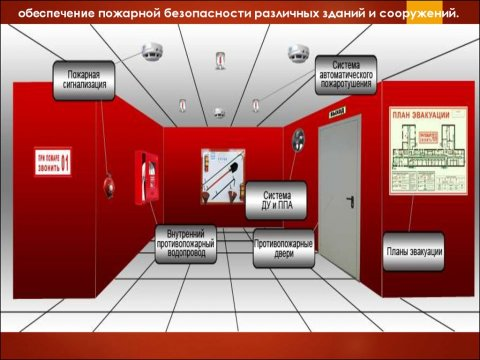 обеспечение пожарной безопасности различных зданий и сооружений.
Пожарная
сигнализация
Система
автоматического
пожаротушения
ПЛАН ЭВАКУАЦИИ
ПРИ ПОЖАРЕ
ЗВОНИТЬ 01
Система
ДУ и ППА
Внутренний
противопожарный
водопровод
Противопожарные
двери
Планы эвакуации